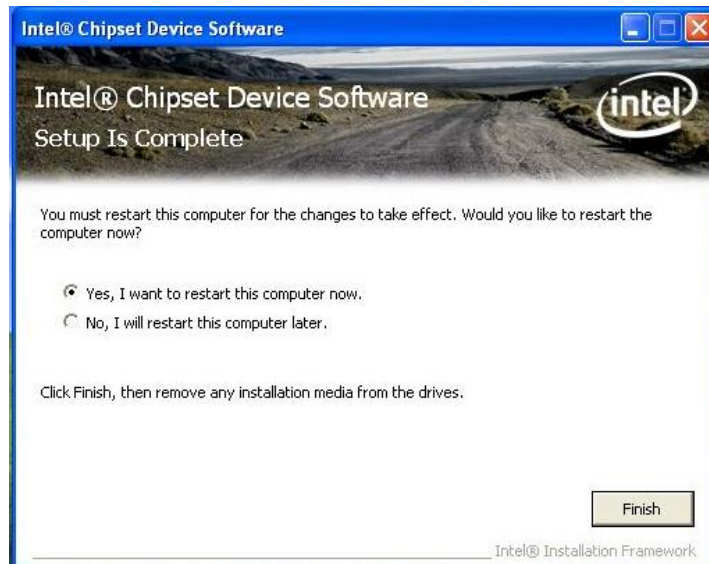 Intel® Chipset Device Software
Intel® Chipset Device Software
intel
Setup Is Complete
You must restart this computer for the changes to take effect. Would you like to restart the
computer now?
Yes, I want to restart this computer now.
No, I will restart this computer later.
Click Finish, then remove any installation media from the drives.
Finish
Intel® Installation Framework